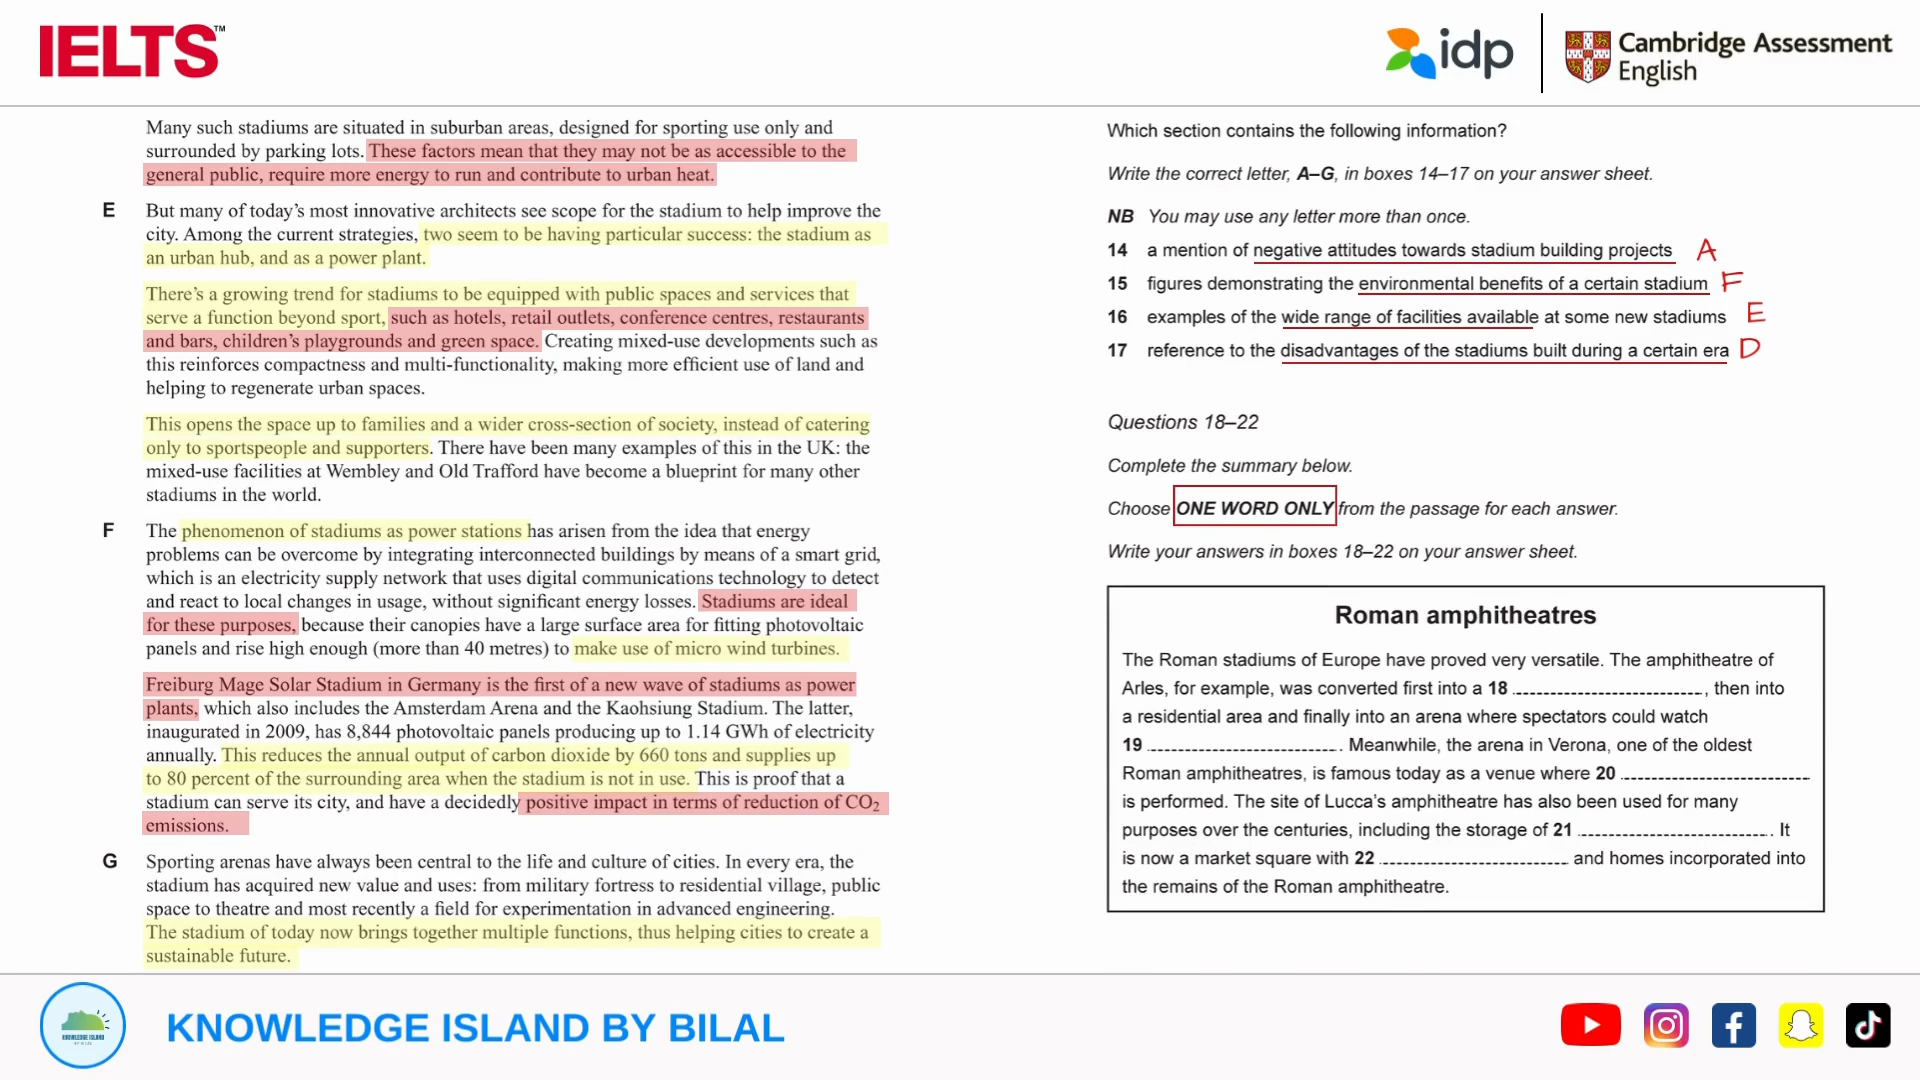 IELTS™
idp
Cambridge Assessment
English
Many such stadiums are situated in suburban areas, designed for sporting use only and
surrounded by parking lots. These factors mean that they may not be as accessible to the
general public, require more energy to run and contribute to urban heat.
E But many of today's most innovative architects see scope for the stadium to help improve the
city. Among the current strategies, two seem to be having particular success: the stadium as
an urban hub, and as a power plant.
There's a growing trend for stadiums to be equipped with public spaces and services that
serve a function beyond sport, such as hotels, retail outlets, conference centres, restaurants
and bars, children's playgrounds and green space. Creating mixed-use developments such as
this reinforces compactness and multi-functionality, making more efficient use of land and
helping to regenerate urban spaces.
This opens the space up to families and a wider cross-section of society, instead of catering
only to sportspeople and supporters. There have been many examples of this in the UK: the
mixed-use facilities at Wembley and Old Trafford have become a blueprint for many other
stadiums in the world.
F The phenomenon of stadiums as power stations has arisen from the idea that energy
problems can be overcome by integrating interconnected buildings by means of a smart grid,
which is an electricity supply network that uses digital communications technology to detect
and react to local changes in usage, without significant energy losses. Stadiums are ideal
for these purposes, because their canopies have a large surface area for fitting photovoltaic
panels and rise high enough (more than 40 metres) to make use of micro wind turbines.
Freiburg Mage Solar Stadium in Germany is the first of a new wave of stadiums as power
plants, which also includes the Amsterdam Arena and the Kaohsiung Stadium. The latter,
inaugurated in 2009, has 8,844 photovoltaic panels producing up to 1.14 GWh of electricity
annually. This reduces the annual output of carbon dioxide by 660 tons and supplies up
to 80 percent of the surrounding area when the stadium is not in use. This is proof that a
stadium can serve its city, and have a decidedly positive impact in terms of reduction of CO₂
emissions.
G Sporting arenas have always been central to the life and culture of cities. In every era, the
stadium has acquired new value and uses: from military fortress to residential village, public
space to theatre and most recently a field for experimentation in advanced engineering.
The stadium of today now brings together multiple functions, thus helping cities to create a
sustainable future.
Which section contains the following information?
Write the correct letter, A–G, in boxes 14–17 on your answer sheet.
NB You may use any letter more than once.
14 a mention of negative attitudes towards stadium building projects A
15 figures demonstrating the environmental benefits of a certain stadium F
16 examples of the wide range of facilities available at some new stadiums E
17 reference to the disadvantages of the stadiums built during a certain era D
Questions 18–22
Complete the summary below.
Choose ONE WORD ONLY from the passage for each answer.
Write your answers in boxes 18–22 on your answer sheet.
Roman amphitheatres
The Roman stadiums of Europe have proved very versatile. The amphitheatre of
Arles, for example, was converted first into a 18 ........................, then into
a residential area and finally into an arena where spectators could watch
19 ........................ . Meanwhile, the arena in Verona, one of the oldest
Roman amphitheatres, is famous today as a venue where 20 ........................
is performed. The site of Lucca's amphitheatre has also been used for many
purposes over the centuries, including the storage of 21 ........................ . It
is now a market square with 22 ........................ and homes incorporated into
the remains of the Roman amphitheatre.
KNOWLEDGE ISLAND
BY BILAL
KNOWLEDGE ISLAND BY BILAL